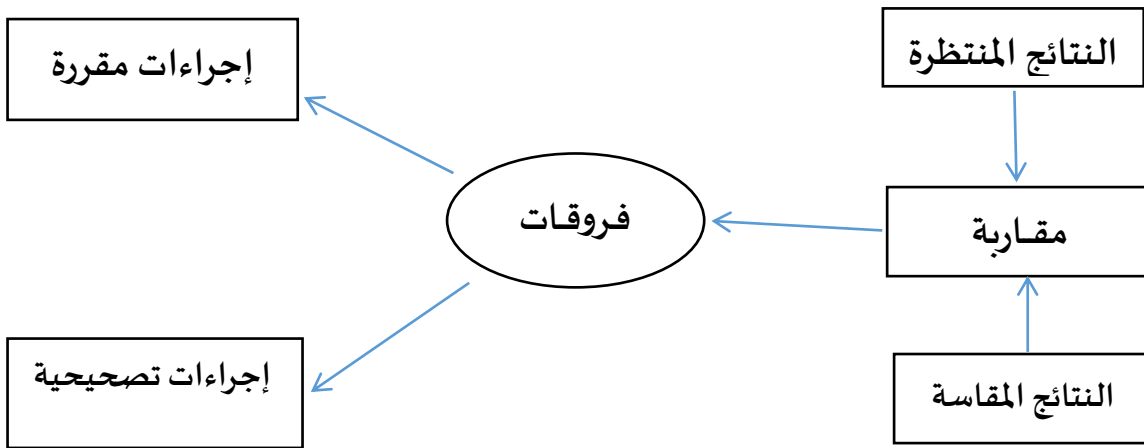 النتائج المنتظرة
إجراءات مقررة
مقاربة
فروقات
النتائج المقاسة
إجراءات تصحيحية